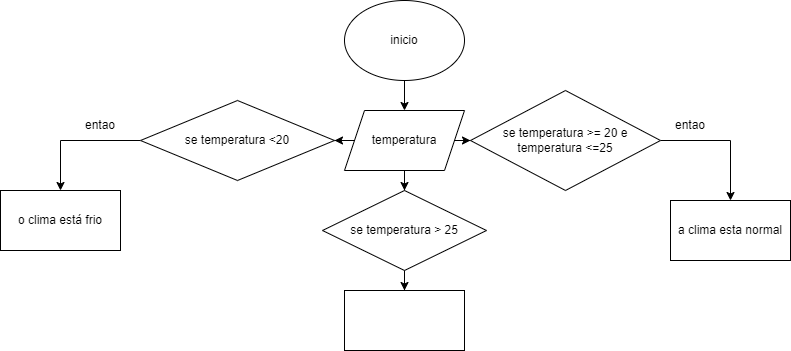 inicio
temperatura
entao
se temperatura <20
o clima está frio
se temperatura > 25
se temperatura >= 20 e
temperatura <=25
entao
a clima esta normal